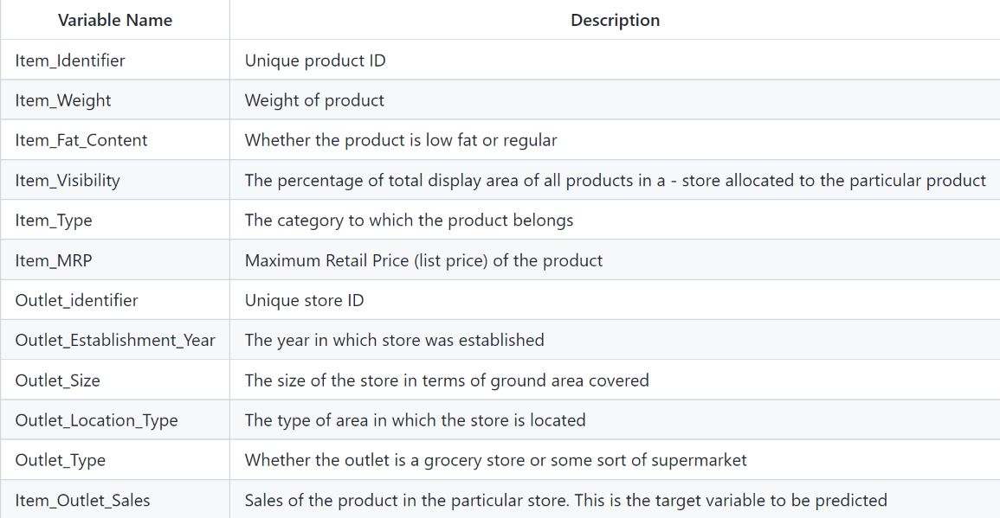 Variable Name Description
Item_Identifier Unique product ID
Item_Weight Weight of product
Item_Fat_Content Whether the product is low fat or regular
Item_Visibility The percentage of total display area of all products in a - store allocated to the particular product
Item_Type The category to which the product belongs
Item_MRP Maximum Retail Price (list price) of the product
Outlet_identifier Unique store ID
Outlet_Establishment_Year The year in which store was established
Outlet_Size The size of the store in terms of ground area covered
Outlet_Location_Type The type of area in which the store is located
Outlet_Type Whether the outlet is a grocery store or some sort of supermarket
Item_Outlet_Sales Sales of the product in the particular store. This is the target variable to be predicted